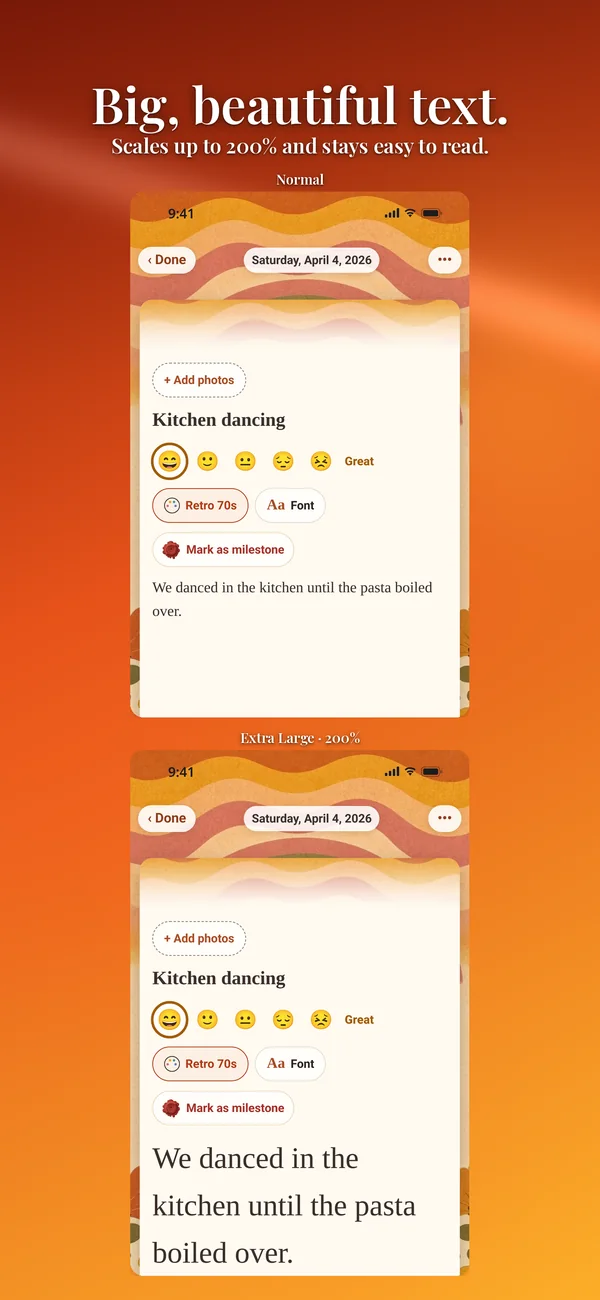 Big, beautiful text.
Scales up to 200% and stays easy to read.
Normal
9:41
‹ Done
Saturday, April 4, 2026
+ Add photos
Kitchen dancing
Great
Retro 70s
Aa Font
Mark as milestone
We danced in the kitchen until the pasta boiled
over.
Extra Large · 200%
9:41
‹ Done
Saturday, April 4, 2026
+ Add photos
Kitchen dancing
Great
Retro 70s
Aa Font
Mark as milestone
We danced in the
kitchen until the pasta
boiled over.